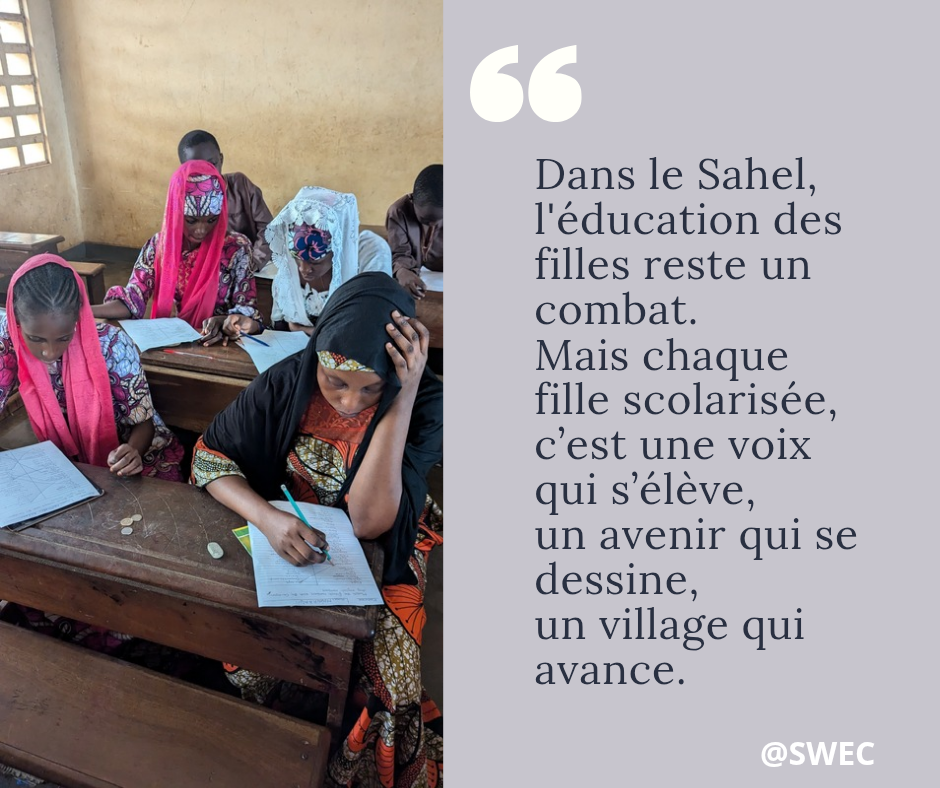 Dans le Sahel,
l'éducation des
filles reste un
combat.
Mais chaque
fille scolarisée,
c’est une voix
qui s’élève,
un avenir qui se
dessine,
un village qui
avance.
@SWEC